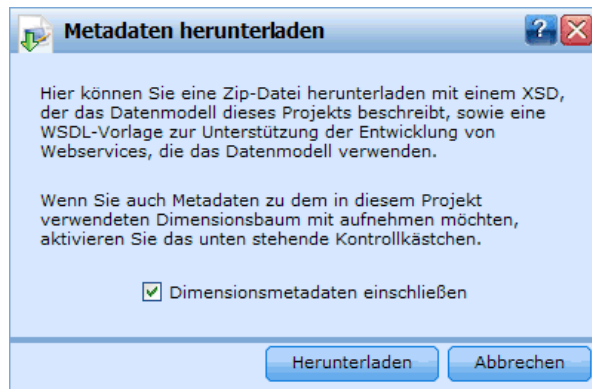 Metadaten herunterladen
?
Hier können Sie eine Zip-Datei herunterladen mit einem XSD,
der das Datenmodell dieses Projekts beschreibt, sowie eine
WSDL-Vorlage zur Unterstützung der Entwicklung von
Webservices, die das Datenmodell verwenden.
Wenn Sie auch Metadaten zu dem in diesem Projekt
verwendeten Dimensionsbaum mit aufnehmen möchten,
aktivieren Sie das unten stehende Kontrollkästchen.
Dimensionsmetadaten einschließen
Herunterladen
Abbrechen